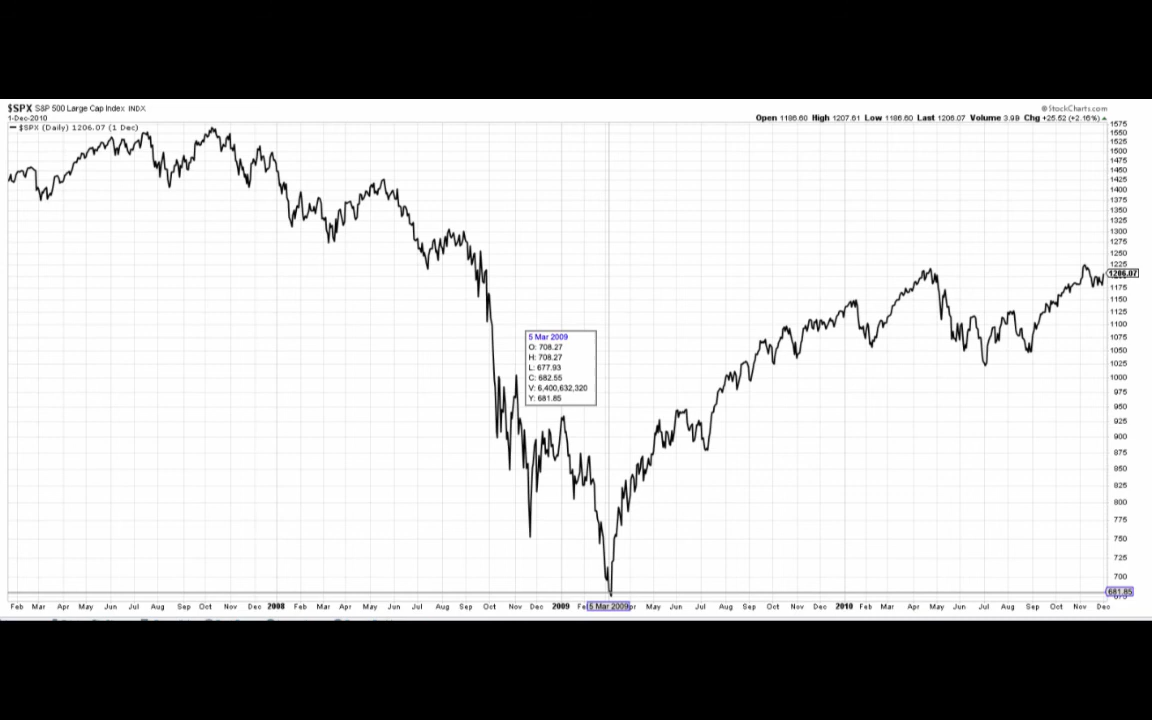 $SPX S&P 500 Large Cap Index INDX
© StockCharts.com
1-Dec-2010
Open 1186.60 High 1207.61 Low 1186.60 Last 1206.07 Volume 3.9B Chg +25.52 (+2.16%)
$SPX (Daily) 1206.07 (1 Dec)
1575
1550
1525
1500
1475
1450
1425
1400
1375
1350
1325
1300
1275
1250
1225
1206.07
1175
1150
1125
1100
1075
1050
1025
1000
975
950
925
900
875
850
825
800
775
750
725
700
681.85
5 Mar 2009
O: 708.27
H: 708.27
L: 677.93
C: 682.55
V: 6,400,632,320
Y: 681.85
Feb Mar Apr May Jun Jul Aug Sep Oct Nov Dec 2008 Feb Mar Apr May Jun Jul Aug Sep Oct Nov Dec 2009 5 Mar 2009 May Jun Jul Aug Sep Oct Nov Dec 2010 Feb Mar Apr May Jun Jul Aug Sep Oct Nov Dec